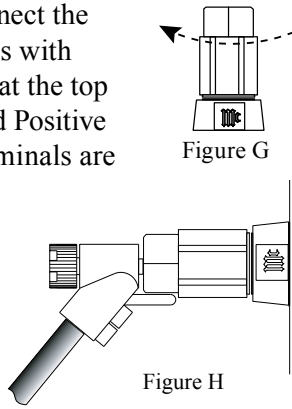 nect the
s with
at the top
d Positive
minals are
Figure G
Figure H